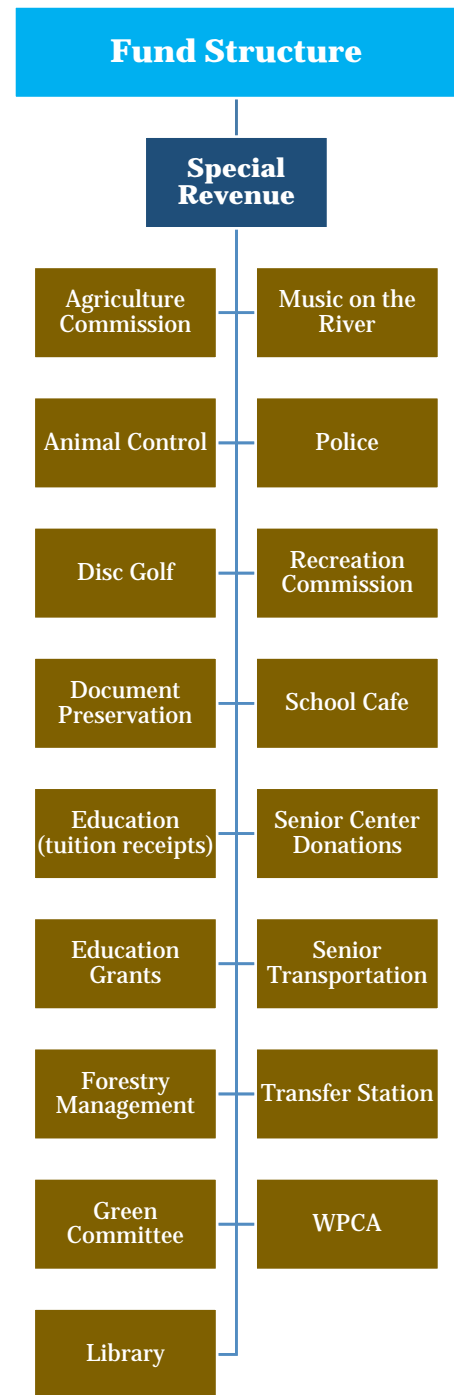 Fund Structure
Special
Revenue
Agriculture
Commission
Music on the
River
Animal Control
Police
Disc Golf
Recreation
Commission
Document
Preservation
School Cafe
Education
(tuition receipts)
Senior Center
Donations
Education
Grants
Senior
Transportation
Forestry
Management
Transfer Station
Green
Committee
WPCA
Library